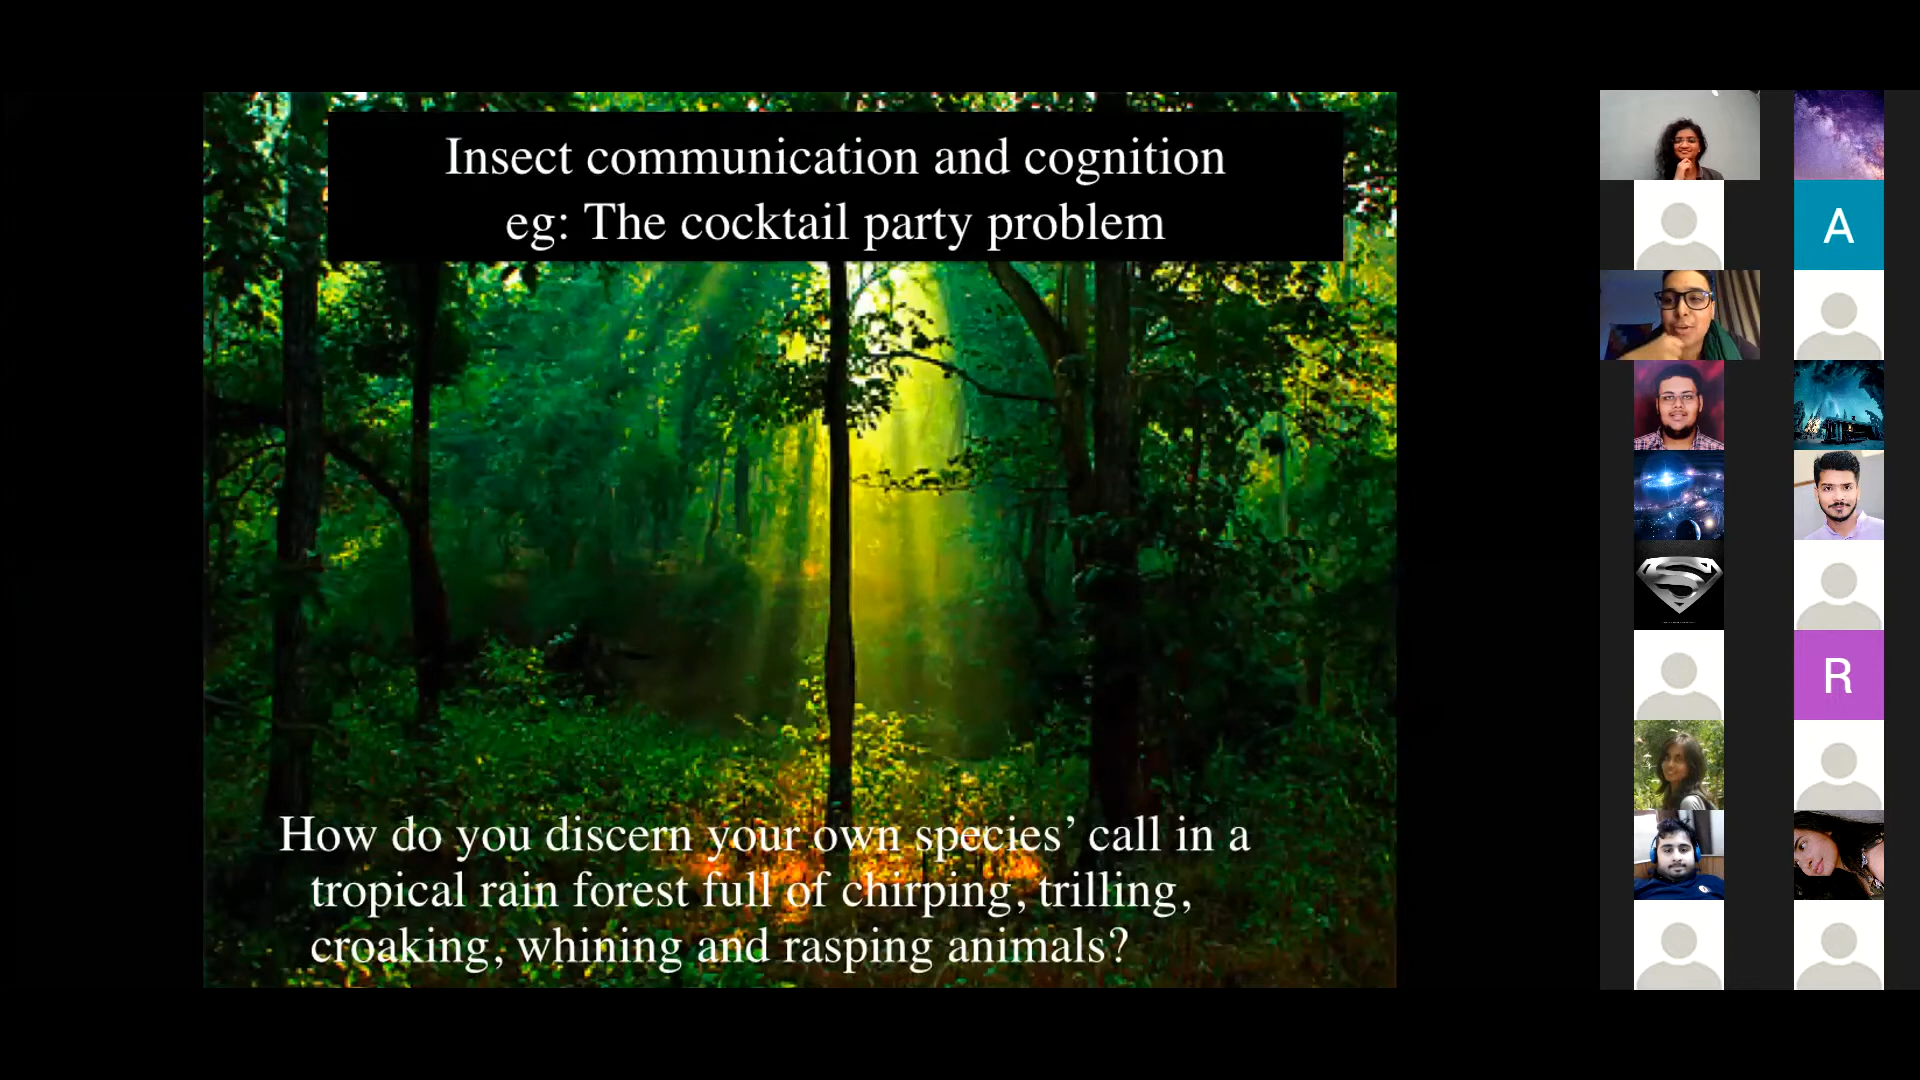 Insect communication and cognition
eg: The cocktail party problem
How do you discern your own species’ call in a
tropical rain forest full of chirping, trilling,
croaking, whining and rasping animals?
A
R